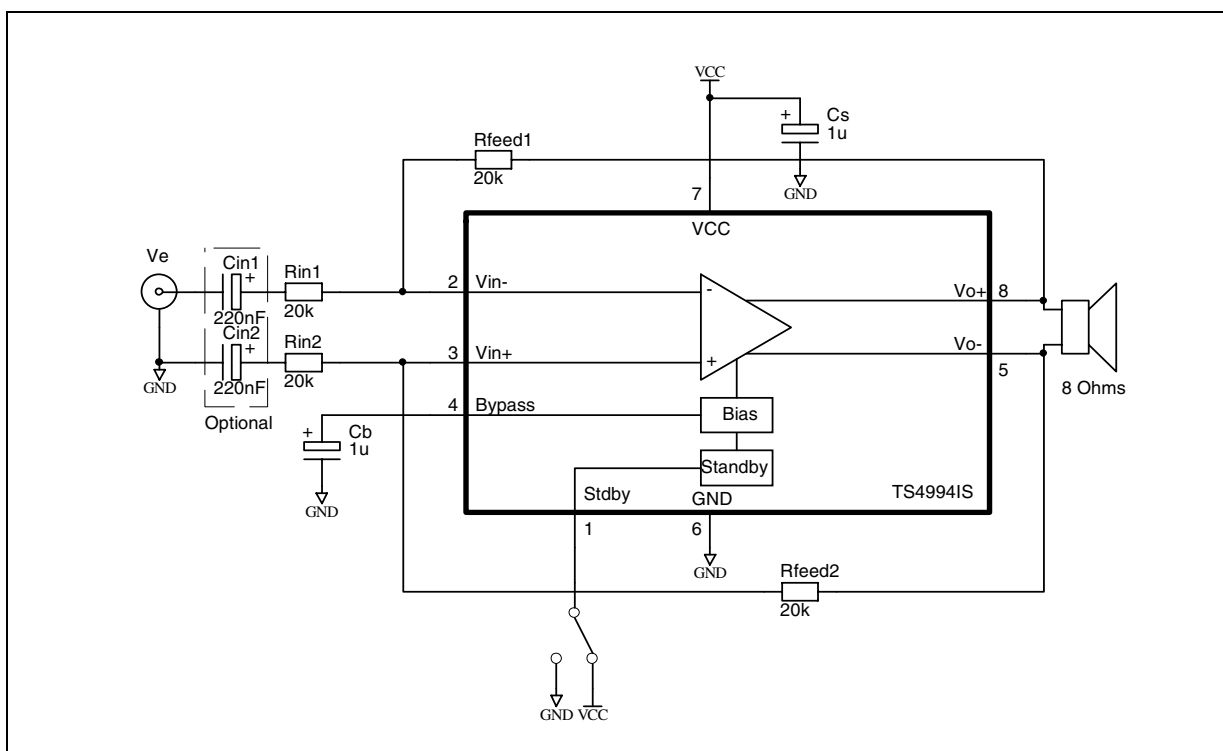 VCC
+
Cs
1u
GND
Rfeed1
20k
7
VCC
Ve
Cin1
+
220nF
Rin1
20k
2
Vin-
-
Vo+
8
Cin2
+
220nF
Rin2
20k
3
Vin+
+
Vo-
5
GND
Optional
8 Ohms
4
Bypass
Bias
+
Cb
1u
GND
Standby
Stdby
GND
TS4994IS
1
6
GND
Rfeed2
20k
GND
VCC